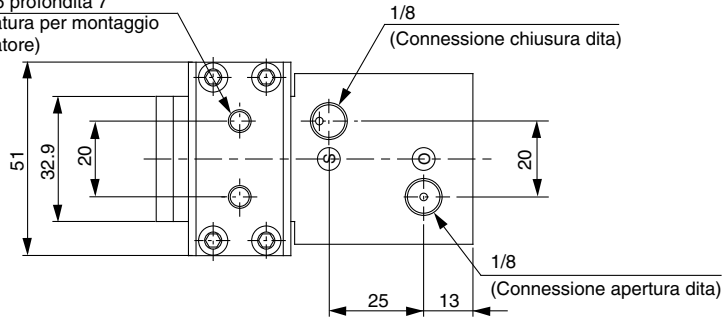 profondità 7
atura per montaggio
atore)
1/8
(Connessione chiusura dita)
51
32.9
20
S
O
20
1/8
(Connessione apertura dita)
25
13